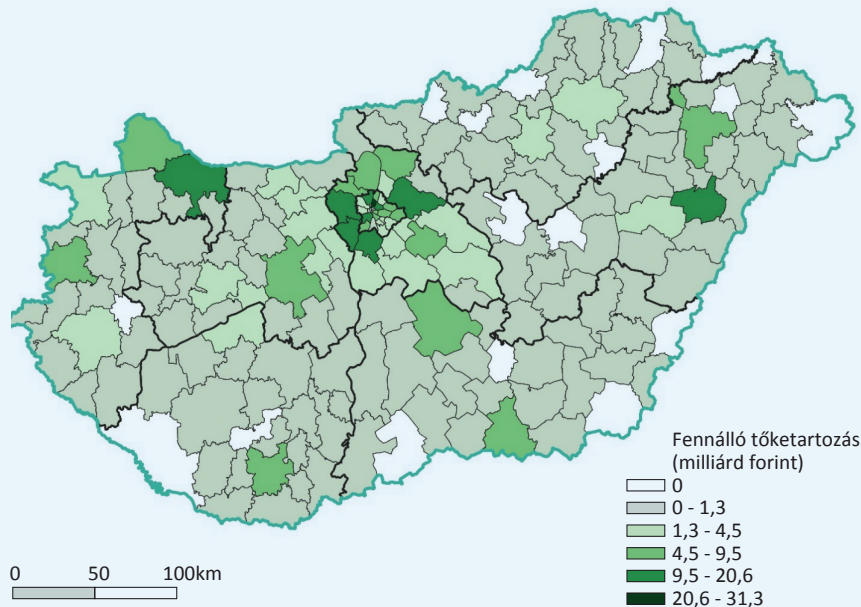 Fennálló tőketartozás
(milliárd forint)
0
0 - 1,3
1,3 - 4,5
4,5 - 9,5
9,5 - 20,6
20,6 - 31,3
0 50 100km